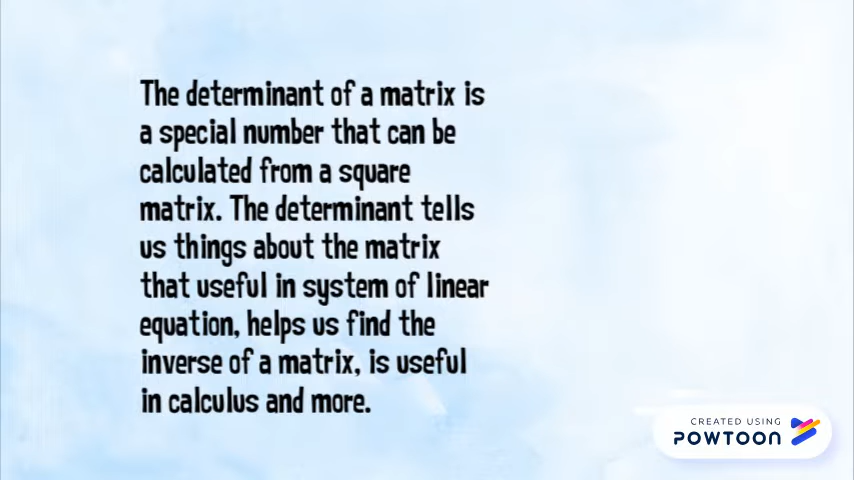 The determinant of a matrix is
a special number that can be
calculated from a square
matrix. The determinant tells
us things about the matrix
that useful in system of linear
equation, helps us find the
inverse of a matrix, is useful
in calculus and more.
CREATED USING
POWTOON